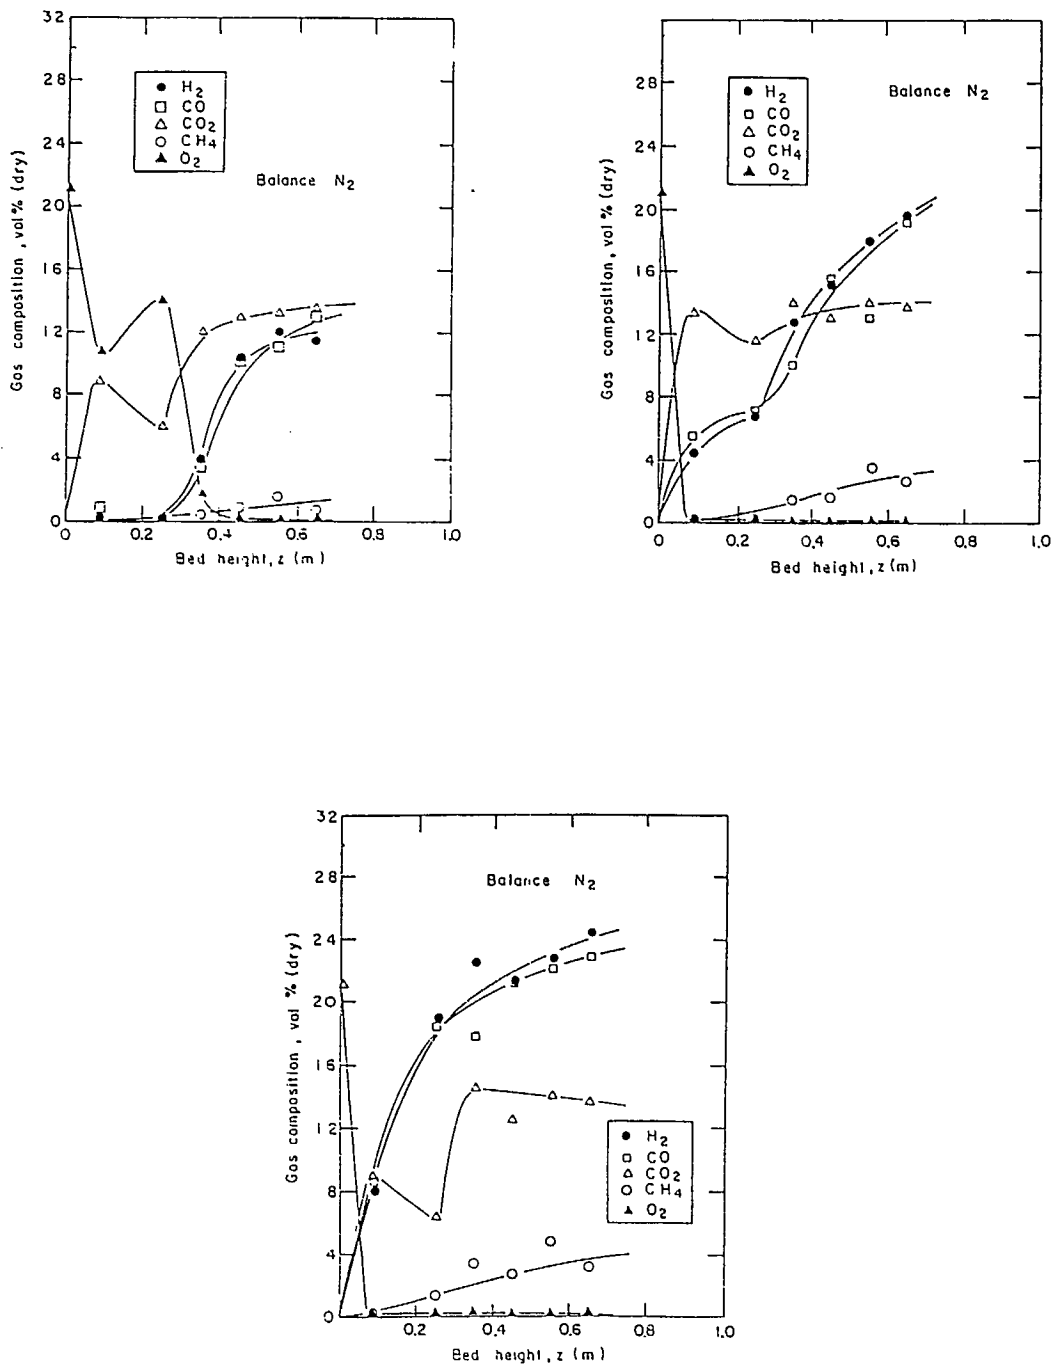 32
28
24
20
16
12
8
4
0
Gas composition, vol% (dry)
H2
CO
CO2
CH4
O2
Balance N2
0 0.2 0.4 0.6 0.8 1.0
Bed height, z (m)
28
24
20
16
12
8
4
0
Gas composition, vol% (dry)
H2
CO
CO2
CH4
O2
Balance N2
0 0.2 0.4 0.6 0.8 1.0
Bed height, z (m)
32
28
24
20
16
12
8
4
0
Gas composition, vol % (dry)
Balance N2
H2
CO
CO2
CH4
O2
0.2 0.4 0.6 0.8 1.0
Bed height, z (m)